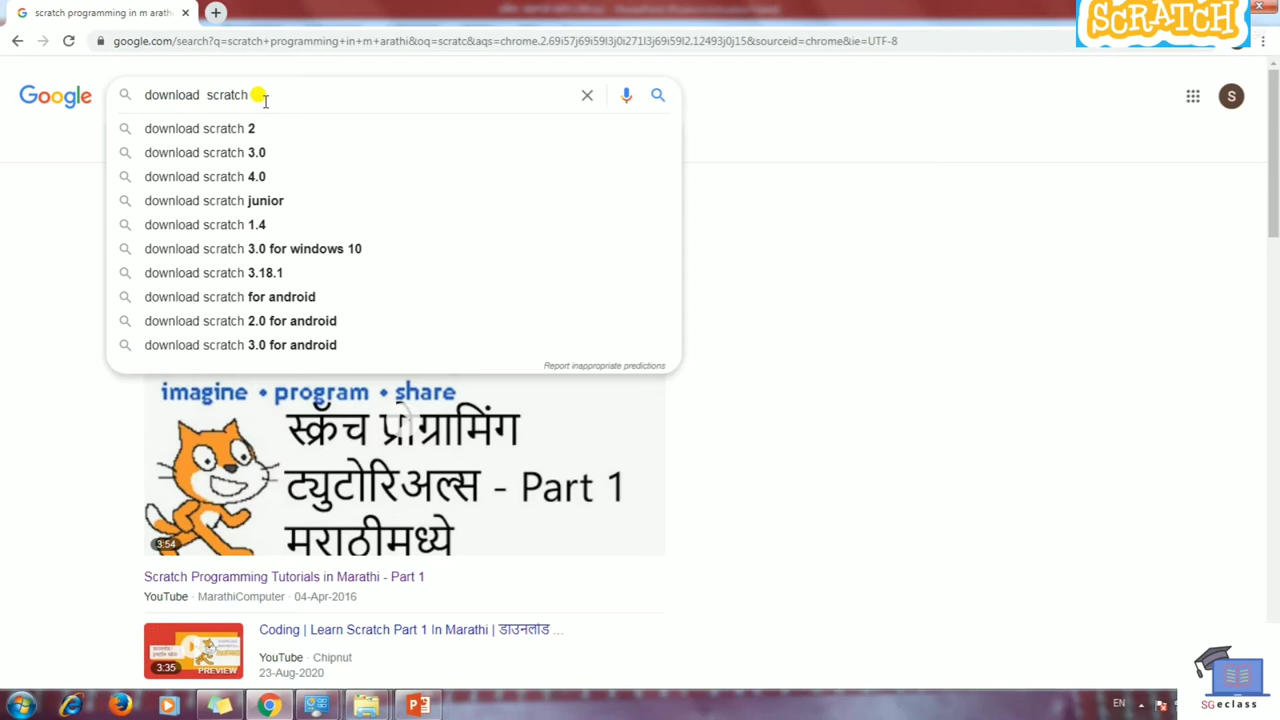 scratch programming in m arath
SCRATCH
google.com/search?q=scratch+programming+in+m+arathi&oq=scratc&aqs=chrome.2.69i57j69i59l3j0i271l3j69i59l2.12493j0j15&sourceid=chrome&ie=UTF-8
Google
download  scratch
S
download scratch 2
download scratch 3.0
download scratch 4.0
download scratch junior
download scratch 1.4
download scratch 3.0 for windows 10
download scratch 3.18.1
download scratch for android
download scratch 2.0 for android
download scratch 3.0 for android
Report inappropriate predictions
imagine • program • share
स्क्रॅच प्रोग्रामिंग
ट्युटोरिअल्स - Part 1
मराठीमध्ये
3:54
Scratch Programming Tutorials in Marathi - Part 1
YouTube · MarathiComputer · 04-Apr-2016
Coding | Learn Scratch Part 1 In Marathi | डाउनलोड ...
YouTube · Chipnut
23-Aug-2020
3:35
PREVIEW
EN
SGeclass